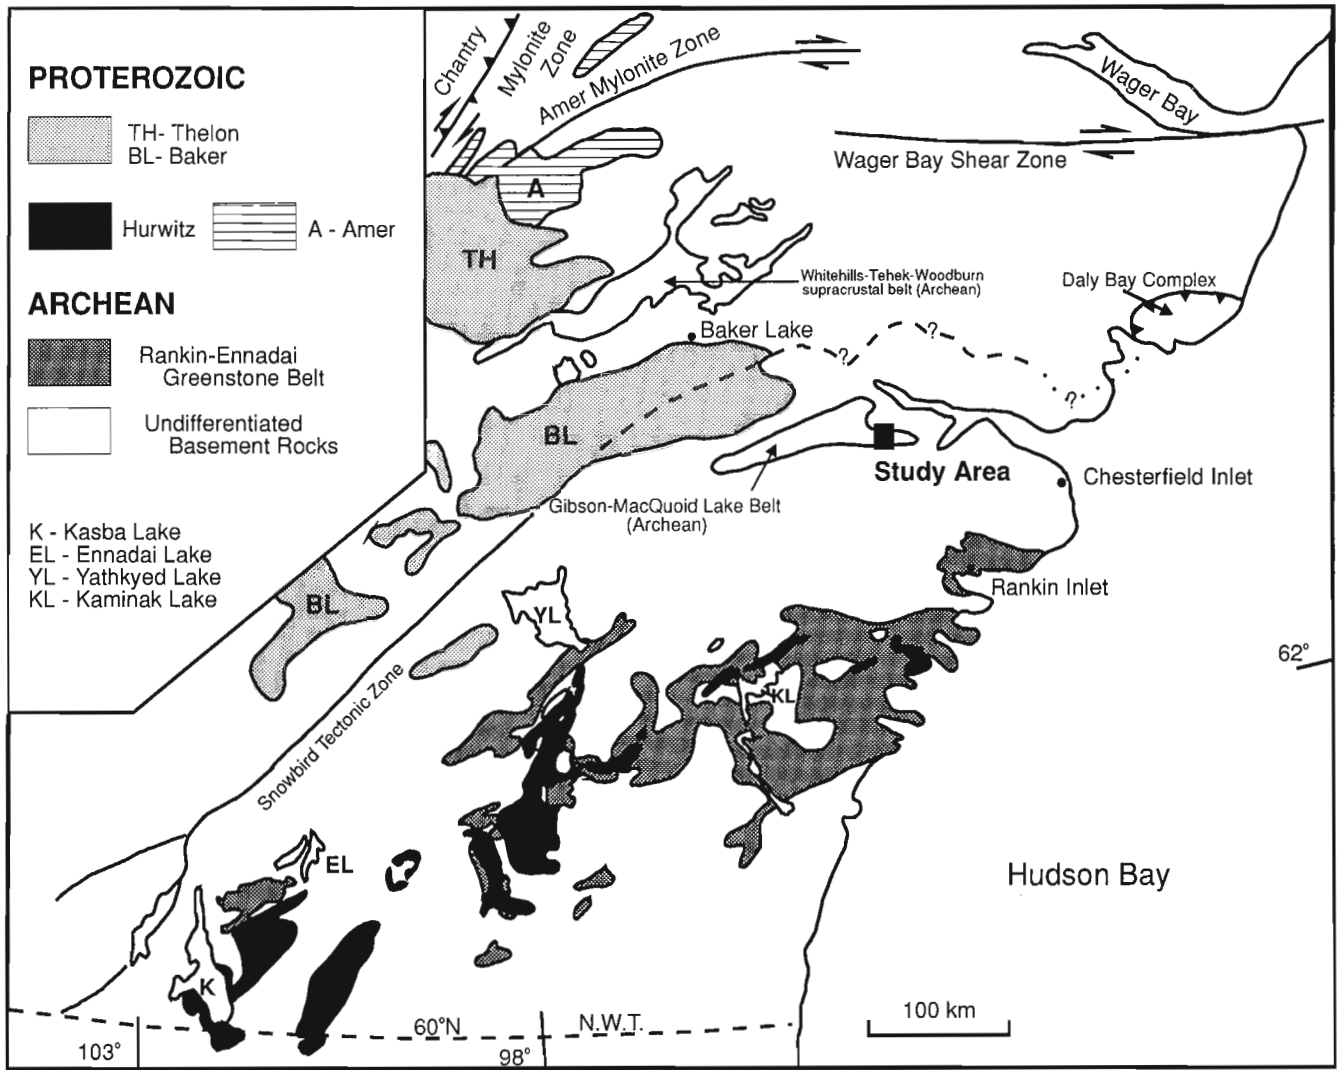 PROTEROZOIC
TH- Thelon
BL- Baker
Hurwitz
A - Amer
ARCHEAN
Rankin-Ennadai
Greenstone Belt
Undifferentiated
Basement Rocks
K - Kasba Lake
EL - Ennadai Lake
YL - Yathkyed Lake
KL - Kaminak Lake
Chantry
Mylonite
Zone
Amer Mylonite Zone
Wager Bay
Wager Bay Shear Zone
A
TH
Whitehills-Tehek-Woodburn
supracrustal belt (Archean)
Daly Bay Complex
Baker Lake
?
?
?
BL
Study Area
Chesterfield Inlet
Gibson-MacQuoid Lake Belt
(Archean)
Rankin Inlet
BL
YL
62°
KL
Snowbird Tectonic Zone
EL
Hudson Bay
K
100 km
60°N
N.W.T.
103°
98°